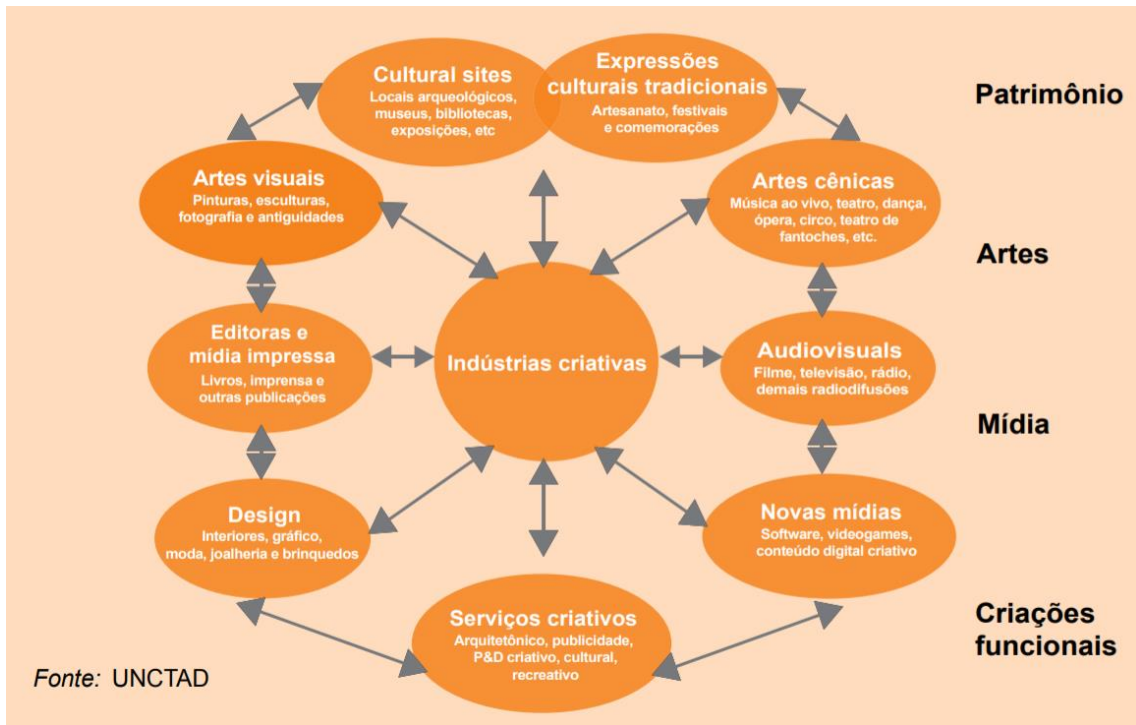 Cultural sites
Locais arqueológicos,
museus, bibliotecas,
exposições, etc
Expressões
culturais tradicionais
Artesanato, festivais
e comemorações
Patrimônio
Artes visuais
Pinturas, esculturas,
fotografia e antiguidades
Artes cênicas
Música ao vivo, teatro, dança,
ópera, circo, teatro de
fantoches, etc.
Artes
Editoras e
mídia impressa
Livros, imprensa e
outras publicações
Indústrias criativas
Audiovisuals
Filme, televisão, rádio,
demais radiodifusões
Mídia
Design
Interiores, gráfico,
moda, joalheria e brinquedos
Novas mídias
Software, videogames,
conteúdo digital criativo
Serviços criativos
Arquitetônico, publicidade,
P&D criativo, cultural,
recreativo
Criações
funcionais
Fonte: UNCTAD